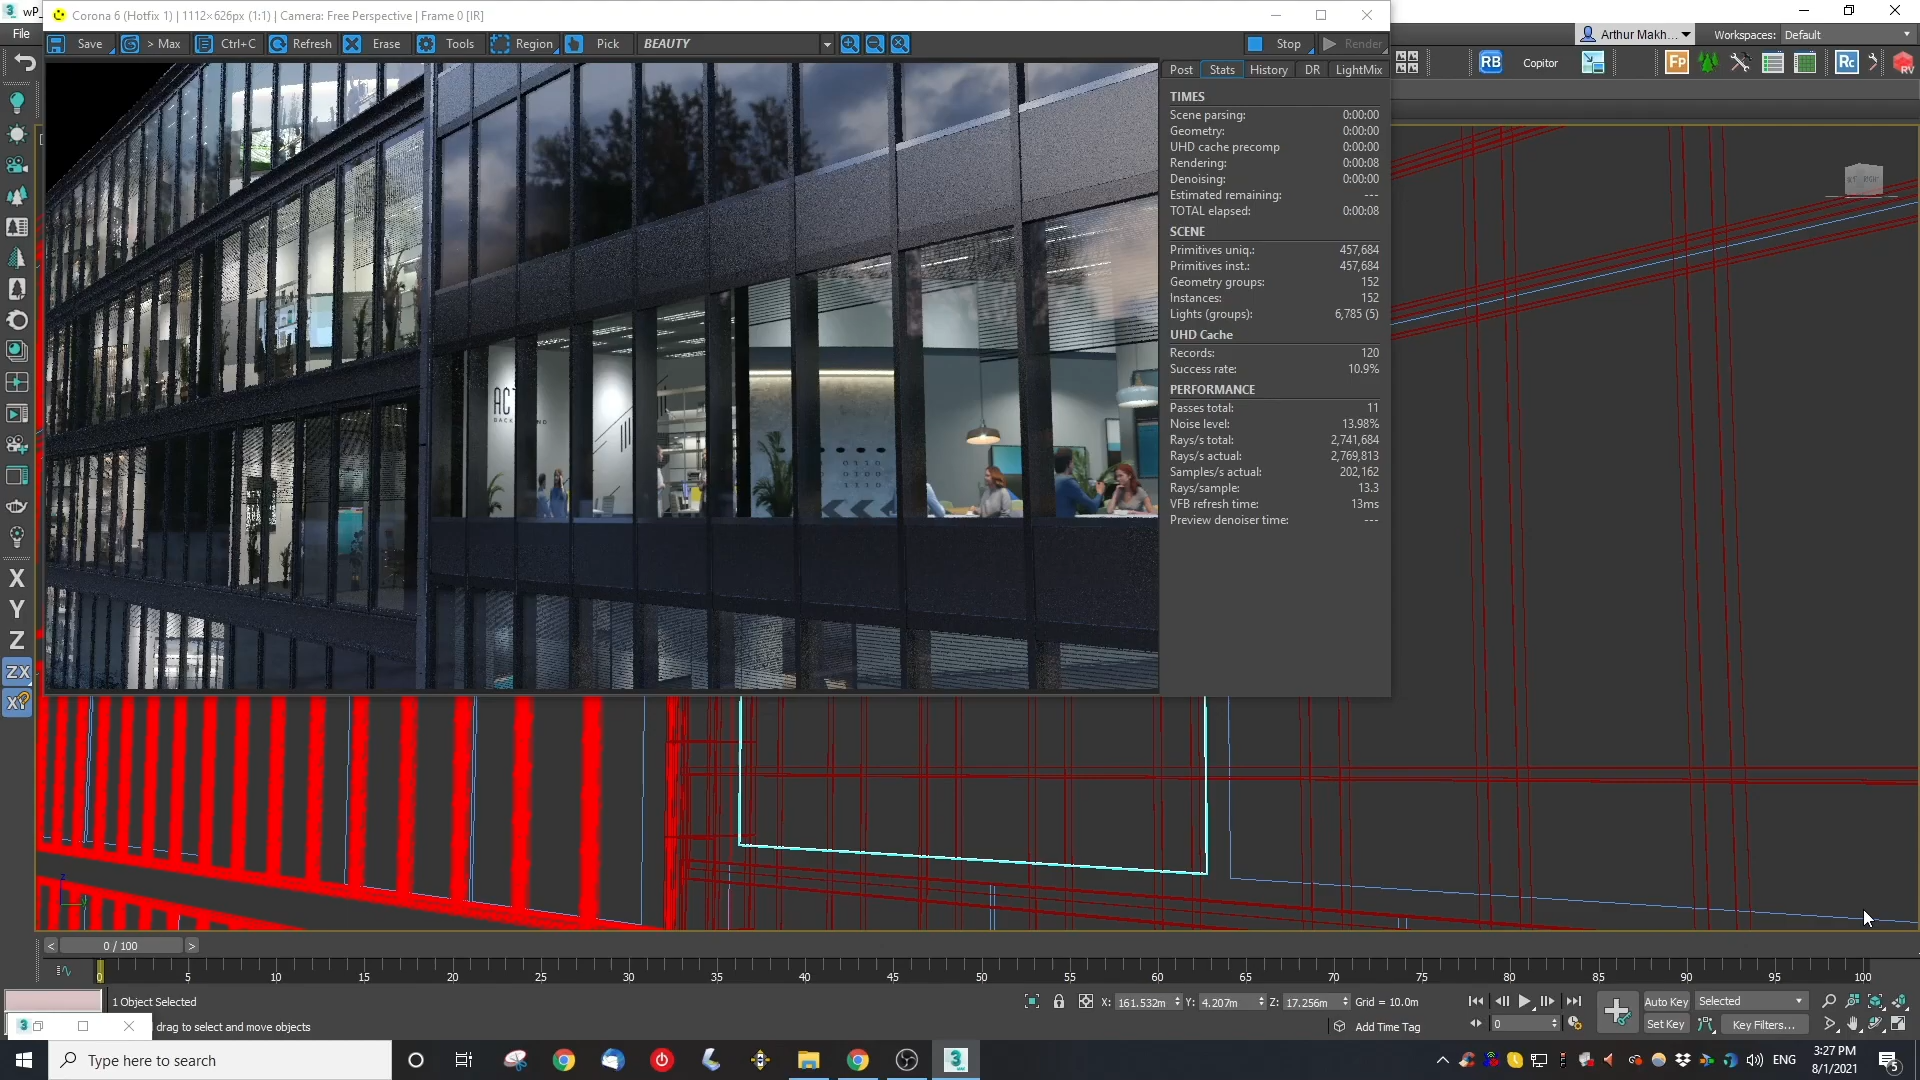 Corona 6 (Hotfix 1) | 1112×626px (1:1) | Camera: Free Perspective | Frame 0 [IR]
File
Save
> Max
Ctrl+C
Refresh
Erase
Tools
Region
Pick
BEAUTY
Stop
Render
Arthur Makh...
Workspaces: Default
RB
Copitor
Fp
Rc
RV
Post
Stats
History
DR
LightMix
TIMES
Scene parsing: 0:00:00
Geometry: 0:00:00
UHD cache precomp 0:00:00
Rendering: 0:00:08
Denoising: 0:00:00
Estimated remaining: ---
TOTAL elapsed: 0:00:08
SCENE
Primitives uniq.: 457,684
Primitives inst.: 457,684
Geometry groups: 152
Instances: 152
Lights (groups): 6,785 (5)
UHD Cache
Records: 120
Success rate: 10.9%
PERFORMANCE
Passes total: 11
Noise level: 13.98%
Rays/s total: 2,741,684
Rays/s actual: 2,769,813
Samples/s actual: 202,162
Rays/sample: 13.3
VFB refresh time: 13ms
Preview denoiser time: ---
X
Y
Z
ZX
X?
0 / 100
0 5 10 15 20 25 30 35 40 45 50 55 60 65 70 75 80 85 90 95 100
1 Object Selected
X: 161.532m Y: 4.207m Z: 17.256m Grid = 10.0m
Auto Key
Selected
drag to select and move objects
Add Time Tag
0
Set Key
Key Filters...
Type here to search
ENG
3:27 PM
8/1/2021
5